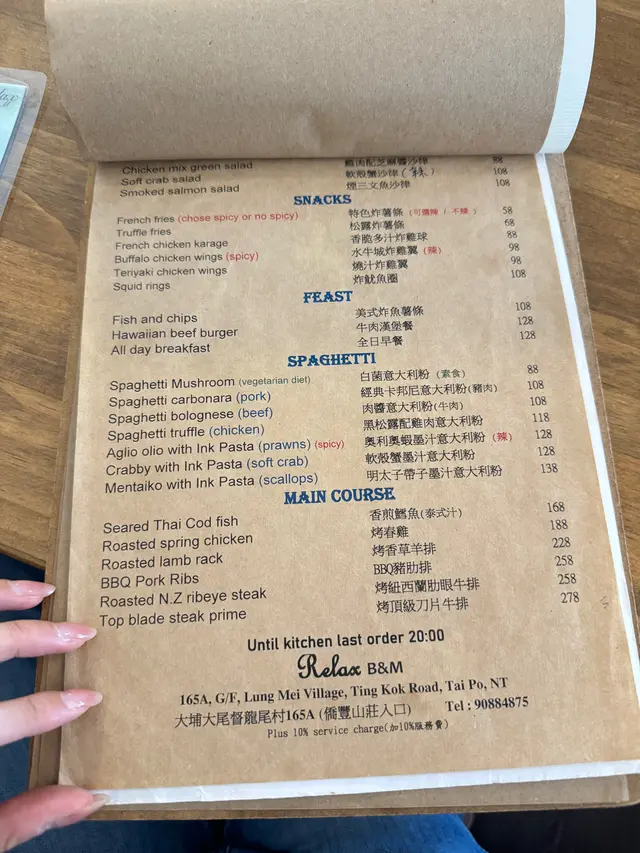 Chicken mix green salad 雞肉配芝麻醬沙律 88
Soft crab salad 軟殼蟹沙律(辣) 108
Smoked salmon salad 煙三文魚沙律 108
SNACKS
French fries (chose spicy or no spicy) 特色炸薯條 (可選辣 / 不辣) 58
Truffle fries 松露炸薯條 68
French chicken karage 香脆多汁炸雞球 88
Buffalo chicken wings (spicy) 水牛城炸雞翼 (辣) 98
Teriyaki chicken wings 燒汁炸雞翼 98
Squid rings 炸魷魚圈 108
FEAST
Fish and chips 美式炸魚薯條 108
Hawaiian beef burger 牛肉漢堡餐 128
All day breakfast 全日早餐 128
SPAGHETTI
Spaghetti Mushroom (vegetarian diet) 白菌意大利粉 (素食) 88
Spaghetti carbonara (pork) 經典卡邦尼意大利粉(豬肉) 108
Spaghetti bolognese (beef) 肉醬意大利粉(牛肉) 108
Spaghetti truffle (chicken) 黑松露配雞肉意大利粉 118
Aglio olio with Ink Pasta (prawns) (spicy) 奧利奧蝦墨汁意大利粉 (辣) 128
Crabby with Ink Pasta (soft crab) 軟殼蟹墨汁意大利粉 128
Mentaiko with Ink Pasta (scallops) 明太子帶子墨汁意大利粉 138
MAIN COURSE
Seared Thai Cod fish 香煎鱈魚(泰式汁) 168
Roasted spring chicken 烤春雞 188
Roasted lamb rack 烤香草羊排 228
BBQ Pork Ribs BBQ豬肋排 258
Roasted N.Z ribeye steak 烤紐西蘭肋眼牛排 258
Top blade steak prime 烤頂級刀片牛排 278
Until kitchen last order 20:00
Relax B&M
165A, G/F, Lung Mei Village, Ting Kok Road, Tai Po, NT
大埔大尾督龍尾村165A (僑豐山莊入口) Tel : 90884875
Plus 10% service charge(加10%服務費)